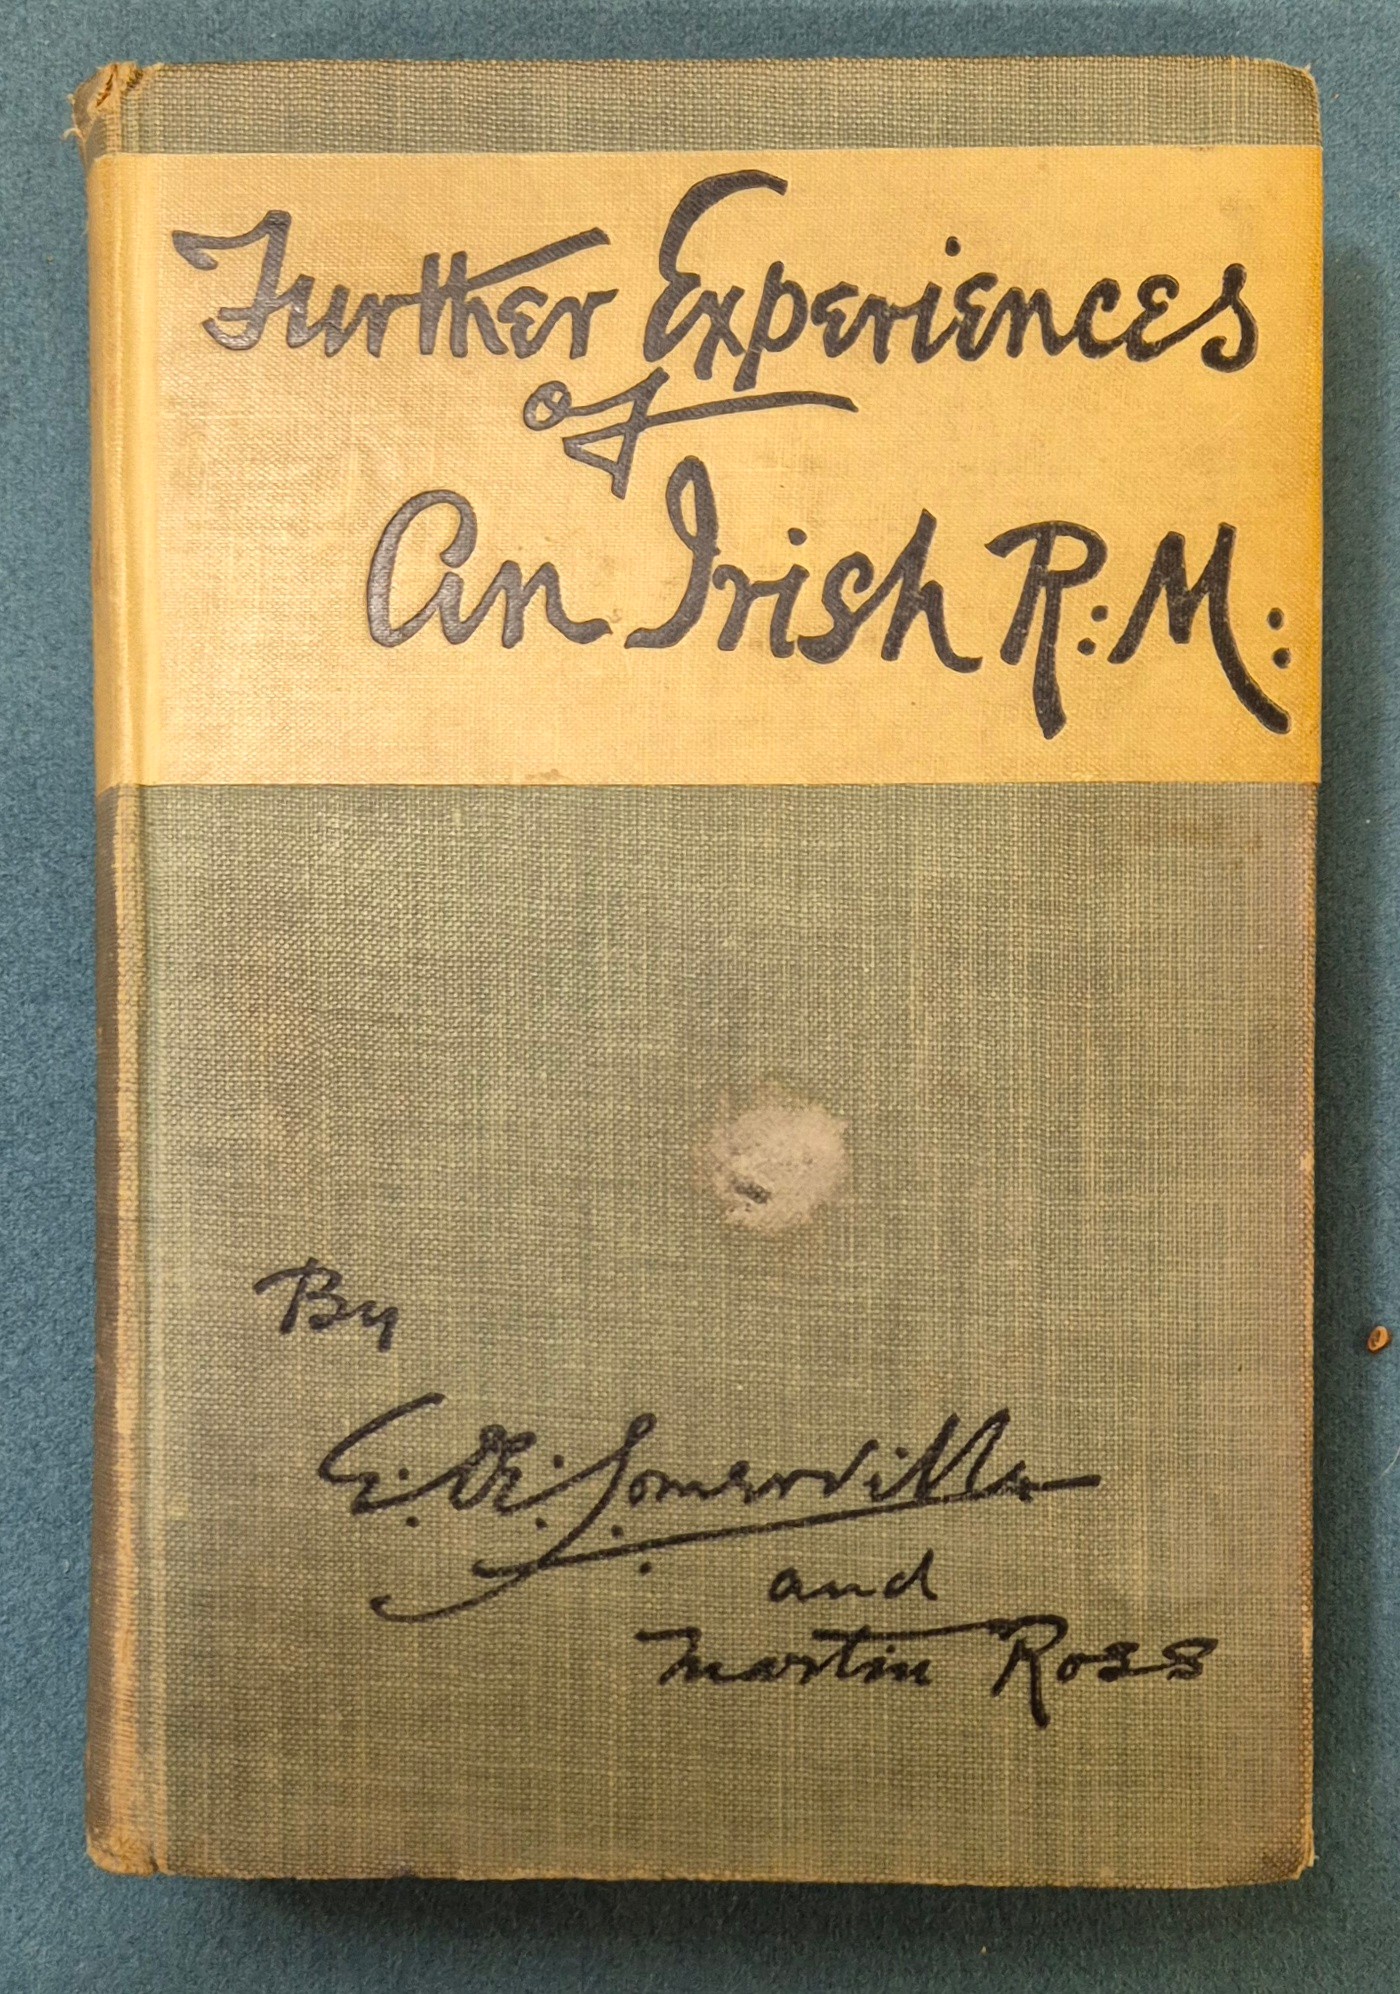 Further Experiences
of
An Irish R:M:
By
E. Œ. Somerville
and
Martin Ross